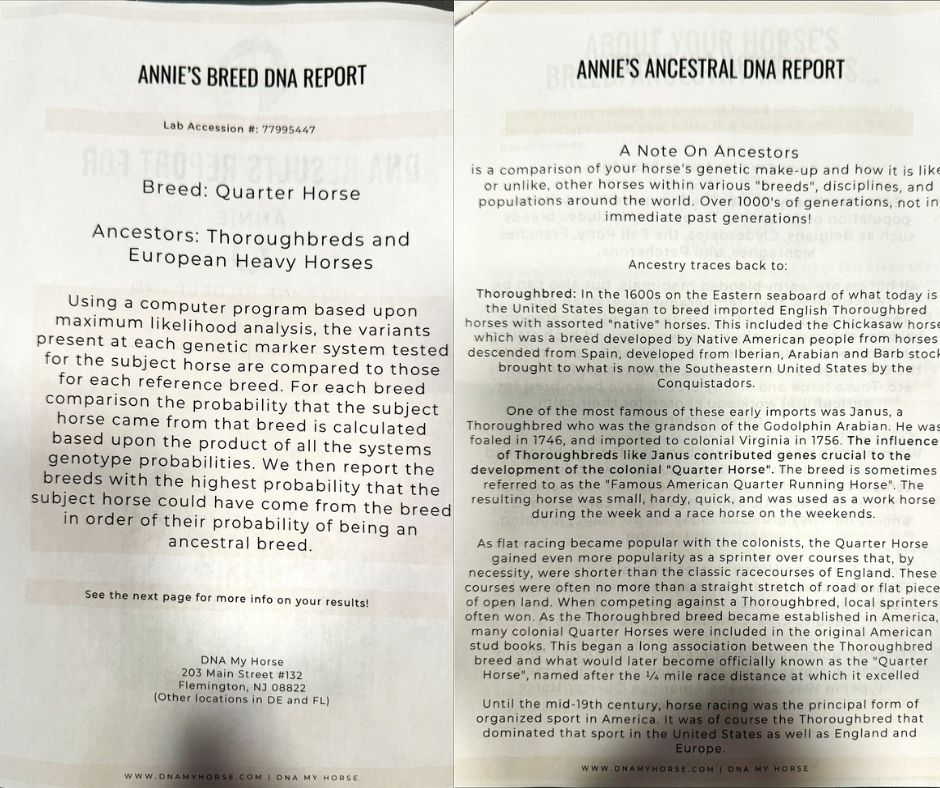 ANNIE'S BREED DNA REPORT
Lab Accession #: 77995447
Breed: Quarter Horse
Ancestors: Thoroughbreds and
European Heavy Horses
Using a computer program based upon
maximum likelihood analysis, the variants
present at each genetic marker system tested
for the subject horse are compared to those
for each reference breed. For each breed
comparison the probability that the subject
horse came from that breed is calculated
based upon the product of all the systems
genotype probabilities. We then report the
breeds with the highest probability that the
subject horse could have come from the breed
in order of their probability of being an
ancestral breed.
See the next page for more info on your results!
DNA My Horse
203 Main Street #132
Flemington, NJ 08822
(Other locations in DE and FL)
WWW.DNAMYHORSE.COM | DNA MY HORSE
ANNIE'S ANCESTRAL DNA REPORT
A Note On Ancestors
is a comparison of your horse's genetic make-up and how it is like
or unlike, other horses within various "breeds", disciplines, and
populations around the world. Over 1000's of generations, not in
immediate past generations!
Ancestry traces back to:
Thoroughbred: In the 1600s on the Eastern seaboard of what today is
the United States began to breed imported English Thoroughbred
horses with assorted "native" horses. This included the Chickasaw horse
which was a breed developed by Native American people from horses
descended from Spain, developed from Iberian, Arabian and Barb stock
brought to what is now the Southeastern United States by the
Conquistadors.
One of the most famous of these early imports was Janus, a
Thoroughbred who was the grandson of the Godolphin Arabian. He was
foaled in 1746, and imported to colonial Virginia in 1756. The influence
of Thoroughbreds like Janus contributed genes crucial to the
development of the colonial "Quarter Horse". The breed is sometimes
referred to as the "Famous American Quarter Running Horse". The
resulting horse was small, hardy, quick, and was used as a work horse
during the week and a race horse on the weekends.
As flat racing became popular with the colonists, the Quarter Horse
gained even more popularity as a sprinter over courses that, by
necessity, were shorter than the classic racecourses of England. These
courses were often no more than a straight stretch of road or flat piece
of open land. When competing against a Thoroughbred, local sprinters
often won. As the Thoroughbred breed became established in America,
many colonial Quarter Horses were included in the original American
stud books. This began a long association between the Thoroughbred
breed and what would later become officially known as the "Quarter
Horse", named after the ¼ mile race distance at which it excelled
Until the mid-19th century, horse racing was the principal form of
organized sport in America. It was of course the Thoroughbred that
dominated that sport in the United States as well as England and
Europe.
WWW.DNAMYHORSE.COM | DNA MY HORSE